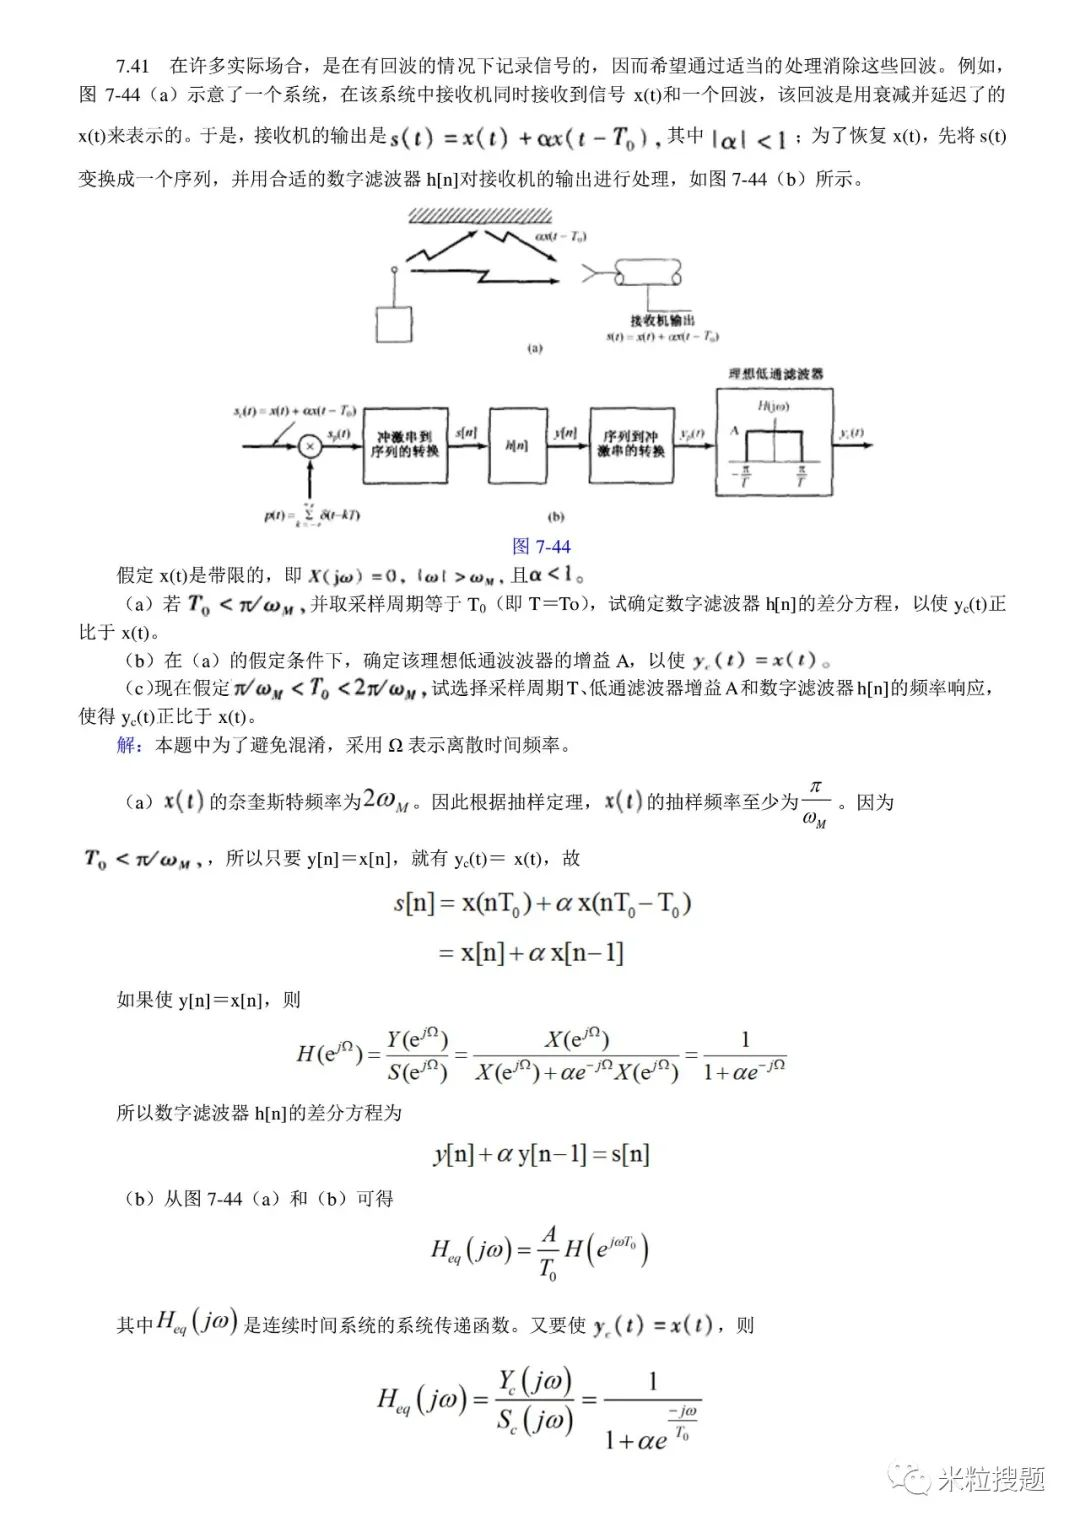 7.41 在许多实际场合，是在有回波的情况下记录信号的，因而希望通过适当的处理消除这些回波。例如，
图 7-44（a）示意了一个系统，在该系统中接收机同时接收到信号 x(t)和一个回波，该回波是用衰减并延迟了的
x(t)来表示的。于是，接收机的输出是s(t) = x(t) + αx(t − T₀)，其中 |α| < 1；为了恢复 x(t)，先将 s(t)
变换成一个序列，并用合适的数字滤波器 h[n]对接收机的输出进行处理，如图 7-44（b）所示。
αx(t − T₀)
接收机输出
s(t) = x(t) + αx(t − T₀)
(a)
理想低通滤波器
H(jω)
A
−π/T π/T
s_c(t) = x(t) + αx(t − T₀)
×
s_p(t)
冲激串到
序列的转换
s[n]
h[n]
y[n]
序列到冲
激串的转换
y_p(t)
y_c(t)
p(t) = Σ δ(t−kT)
(b)
图 7-44
假定 x(t)是带限的，即 X(jω) = 0, |ω| > ω_M, 且α < 1。
（a）若 T₀ < π/ω_M, 并取采样周期等于 T₀（即 T＝To），试确定数字滤波器 h[n]的差分方程，以使 y_c(t)正
比于 x(t)。
（b）在（a）的假定条件下，确定该理想低通波波器的增益 A，以使 y_c(t) = x(t)。
（c）现在假定π/ω_M < T₀ < 2π/ω_M, 试选择采样周期T、低通滤波器增益A和数字滤波器h[n]的频率响应，
使得 y_c(t)正比于 x(t)。
解：本题中为了避免混淆，采用 Ω 表示离散时间频率。
（a）x(t) 的奈奎斯特频率为2ω_M。因此根据抽样定理，x(t) 的抽样频率至少为π/ω_M。因为
T₀ < π/ω_M,，所以只要 y[n]＝x[n]，就有 y_c(t)＝ x(t)，故
s[n] = x(nT₀) + α x(nT₀ − T₀)
= x[n] + α x[n−1]
如果使 y[n]＝x[n]，则
H(e^{jΩ}) = Y(e^{jΩ})/S(e^{jΩ}) = X(e^{jΩ})/(X(e^{jΩ}) + αe^{−jΩ}X(e^{jΩ})) = 1/(1 + αe^{−jΩ})
所以数字滤波器 h[n]的差分方程为
y[n] + α y[n−1] = s[n]
（b）从图 7-44（a）和（b）可得
H_{eq}(jω) = A/T₀ H(e^{jωT₀})
其中H_{eq}(jω) 是连续时间系统的系统传递函数。又要使 y_c(t) = x(t)，则
H_{eq}(jω) = Y_c(jω)/S_c(jω) = 1/(1 + αe^{−jω/T₀})
米粒搜题